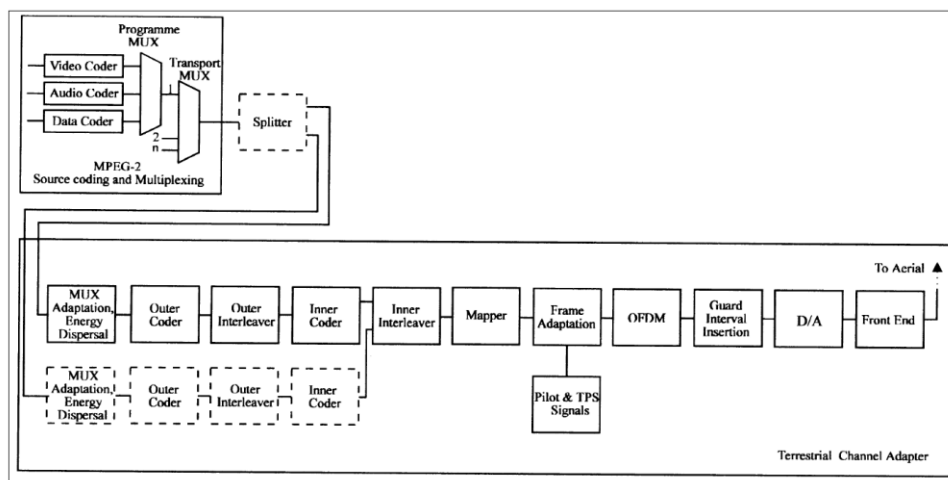 Programme
MUX
Video Coder
Transport
MUX
1
Audio Coder
Data Coder
2
n
Splitter
MPEG-2
Source coding and Multiplexing
To Aerial
MUX
Adaptation,
Energy
Dispersal
Outer
Coder
Outer
Interleaver
Inner
Coder
Inner
Interleaver
Mapper
Frame
Adaptation
OFDM
Guard
Interval
Insertion
D/A
Front End
MUX
Adaptation,
Energy
Dispersal
Outer
Coder
Outer
Interleaver
Inner
Coder
Pilot & TPS
Signals
Terrestrial Channel Adapter